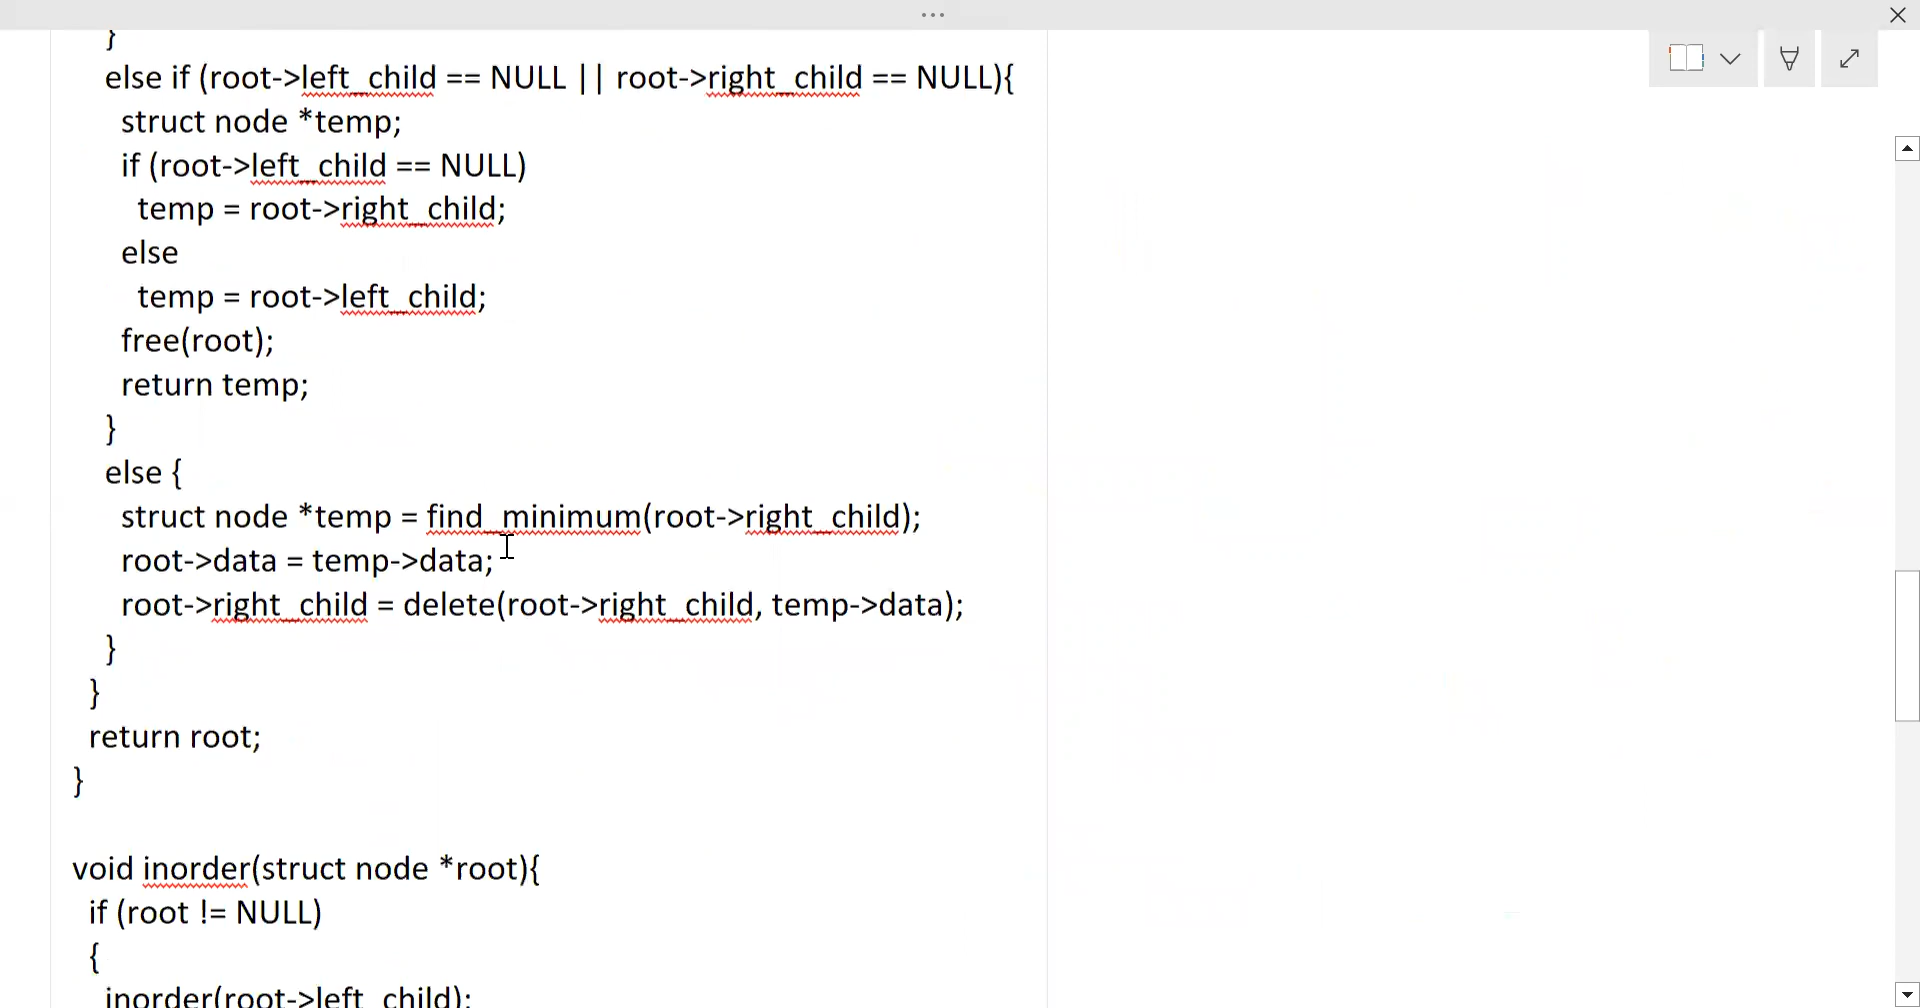 }
else if (root->left_child == NULL || root->right_child == NULL){
struct node *temp;
if (root->left_child == NULL)
temp = root->right_child;
else
temp = root->left_child;
free(root);
return temp;
}
else {
struct node *temp = find_minimum(root->right_child);
root->data = temp->data;
root->right_child = delete(root->right_child, temp->data);
}
}
return root;
}
void inorder(struct node *root){
if (root != NULL)
{
inorder(root->left_child);